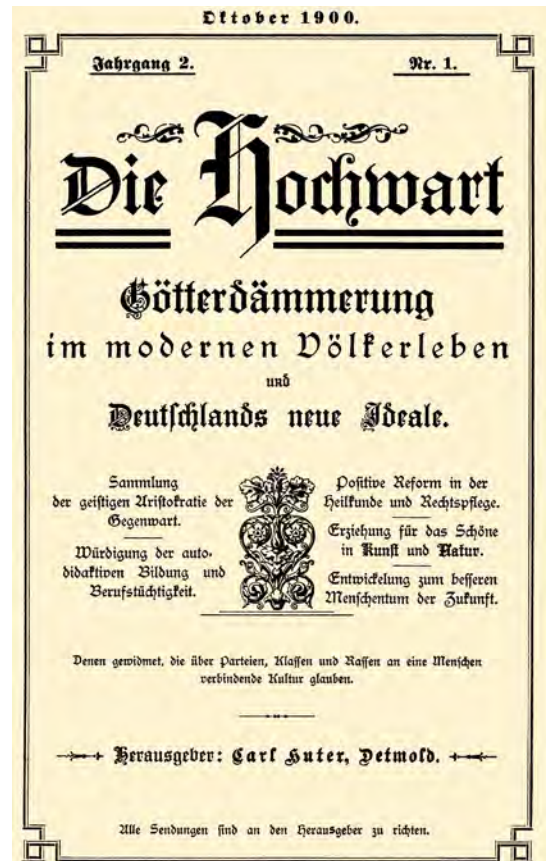 Oktober 1900.
Jahrgang 2.
Nr. 1.
Die Hochwart
Götterdämmerung
im modernen Völkerleben
und
Deutschlands neue Ideale.
Sammlung
der geistigen Aristokratie der
Gegenwart.
Würdigung der auto-
didaktiven Bildung und
Berufstüchtigkeit.
Positive Reform in der
Heilkunde und Rechtspflege.
Erziehung für das Schöne
in Kunst und Natur.
Entwickelung zum besseren
Menschentum der Zukunft.
Denen gewidmet, die über Parteien, Klassen und Rassen an eine Menschen
verbindende Kultur glauben.
Herausgeber: Carl Huter, Detmold.
Alle Sendungen sind an den Herausgeber zu richten.